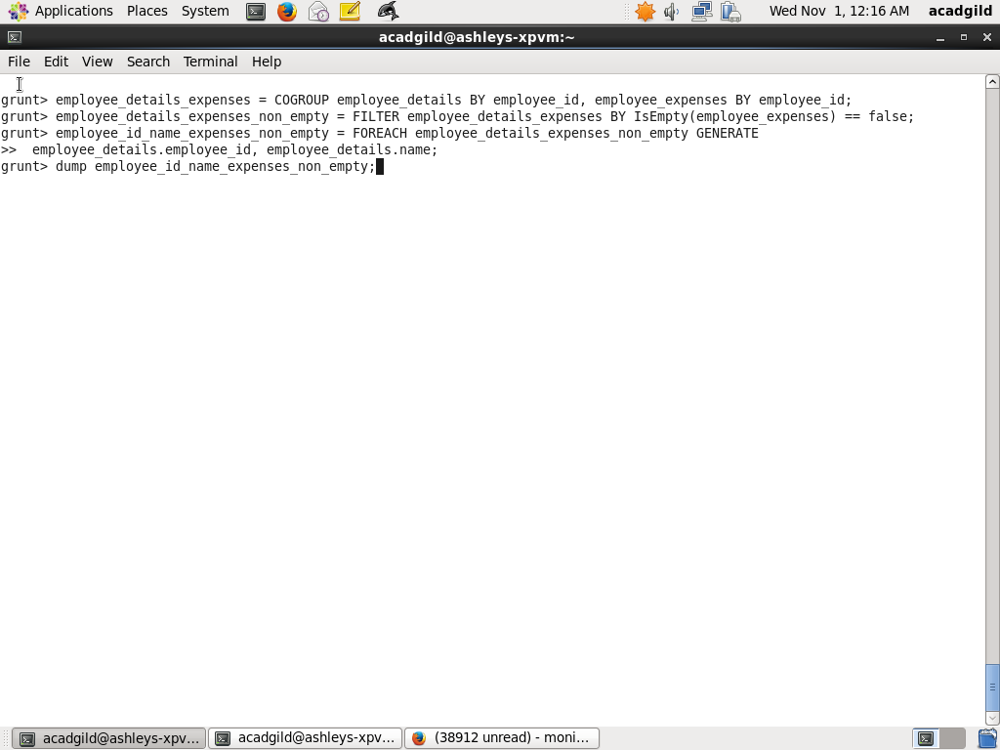 Applications Places System Wed Nov 1, 12:16 AM acadgild
acadgild@ashleys-xpvm:~
File Edit View Search Terminal Help
grunt> employee_details_expenses = COGROUP employee_details BY employee_id, employee_expenses BY employee_id;
grunt> employee_details_expenses_non_empty = FILTER employee_details_expenses BY IsEmpty(employee_expenses) == false;
grunt> employee_id_name_expenses_non_empty = FOREACH employee_details_expenses_non_empty GENERATE
>>  employee_details.employee_id, employee_details.name;
grunt> dump employee_id_name_expenses_non_empty;
acadgild@ashleys-xpv... acadgild@ashleys-xpv... (38912 unread) - moni...